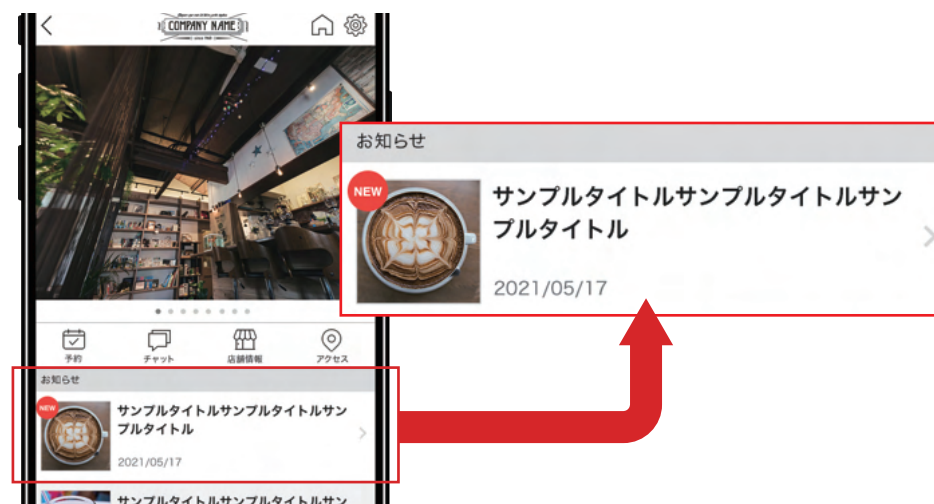 COMPANY NAME
予約
チャット
店舗情報
アクセス
お知らせ
NEW
サンプルタイトルサンプルタイトルサン
プルタイトル
2021/05/17
サンプルタイトルサンプルタイトルサン
お知らせ
NEW
サンプルタイトルサンプルタイトルサン
プルタイトル
2021/05/17